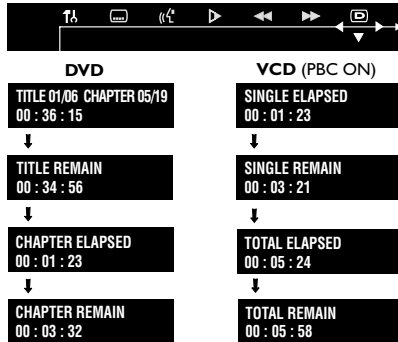 D
DVD
TITLE 01/06 CHAPTER 05/19
00 : 36 : 15
TITLE REMAIN
00 : 34 : 56
CHAPTER ELAPSED
00 : 01 : 23
CHAPTER REMAIN
00 : 03 : 32
VCD (PBC ON)
SINGLE ELAPSED
00 : 01 : 23
SINGLE REMAIN
00 : 03 : 21
TOTAL ELAPSED
00 : 05 : 24
TOTAL REMAIN
00 : 05 : 58